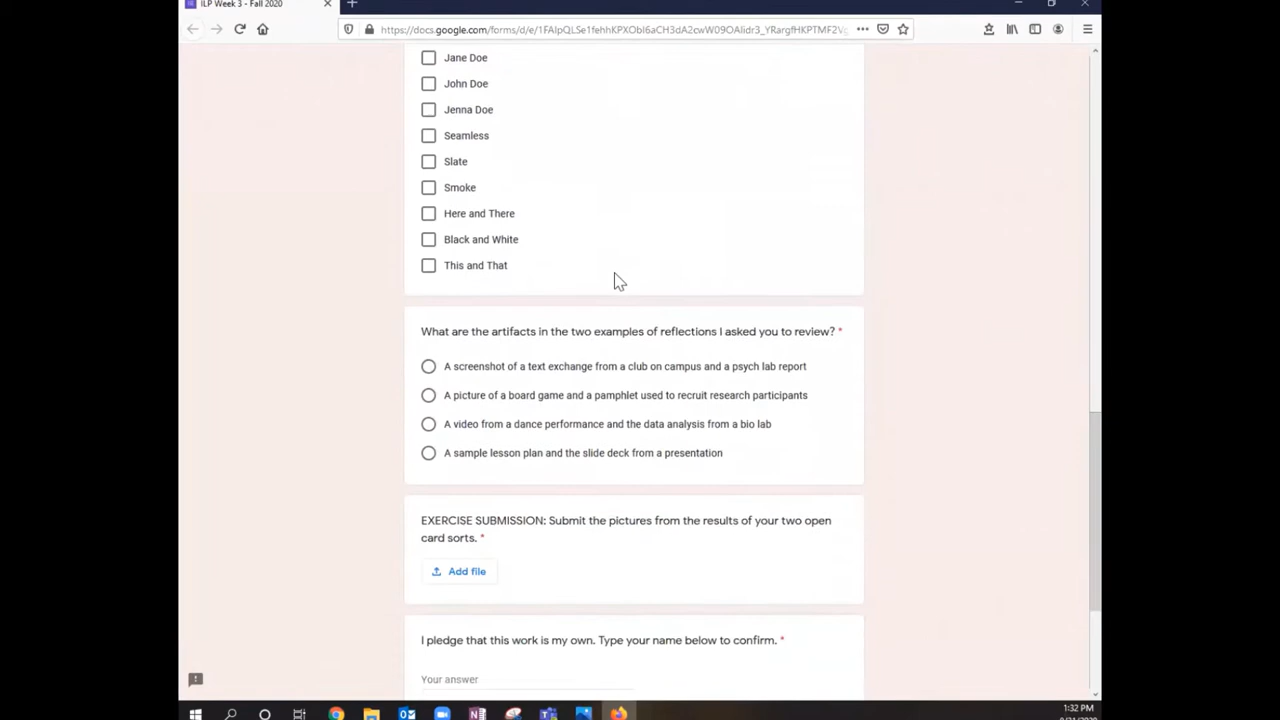 ILP Week 3 - Fall 2020
Jane Doe
John Doe
Jenna Doe
Seamless
Slate
Smoke
Here and There
Black and White
This and That
What are the artifacts in the two examples of reflections I asked you to review? *
A screenshot of a text exchange from a club on campus and a psych lab report
A picture of a board game and a pamphlet used to recruit research participants
A video from a dance performance and the data analysis from a bio lab
A sample lesson plan and the slide deck from a presentation
EXERCISE SUBMISSION: Submit the pictures from the results of your two open
card sorts. *
Add file
I pledge that this work is my own. Type your name below to confirm. *
Your answer
1:32 PM